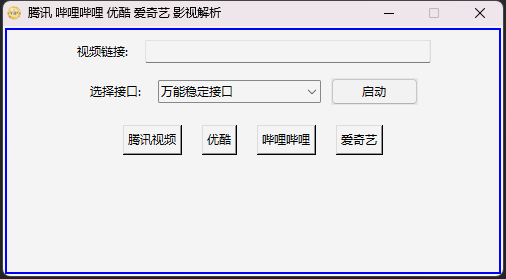 腾讯 哔哩哔哩 优酷 爱奇艺 影视解析
视频链接:
选择接口: 万能稳定接口 启动
腾讯视频 优酷 哔哩哔哩 爱奇艺